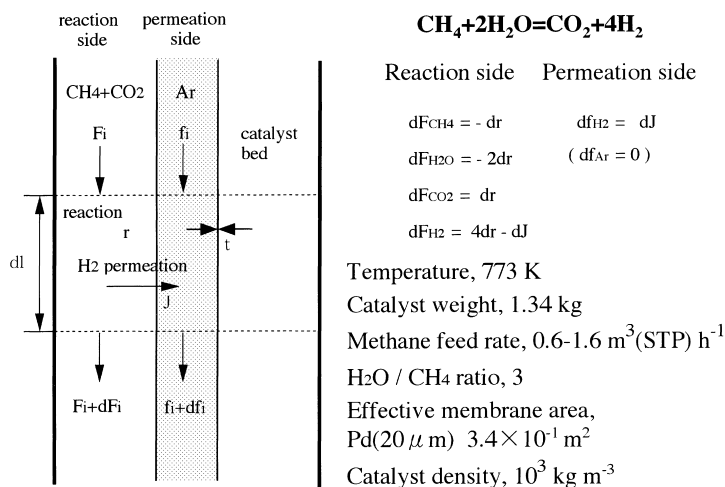 reaction side
permeation side
CH4+CO2
Ar
Fi
fi
catalyst bed
reaction
r
t
dl
H2 permeation
J
Fi+dFi
fi+dfi
CH₄+2H₂O=CO₂+4H₂
Reaction side Permeation side
dFCH4 = - dr dfH2 = dJ
dFH2O = - 2dr ( dfAr = 0 )
dFCO2 = dr
dFH2 = 4dr - dJ
Temperature, 773 K
Catalyst weight, 1.34 kg
Methane feed rate, 0.6-1.6 m³(STP) h⁻¹
H2O / CH4 ratio, 3
Effective membrane area,
Pd(20 μ m) 3.4×10⁻¹ m²
Catalyst density, 10³ kg m⁻³